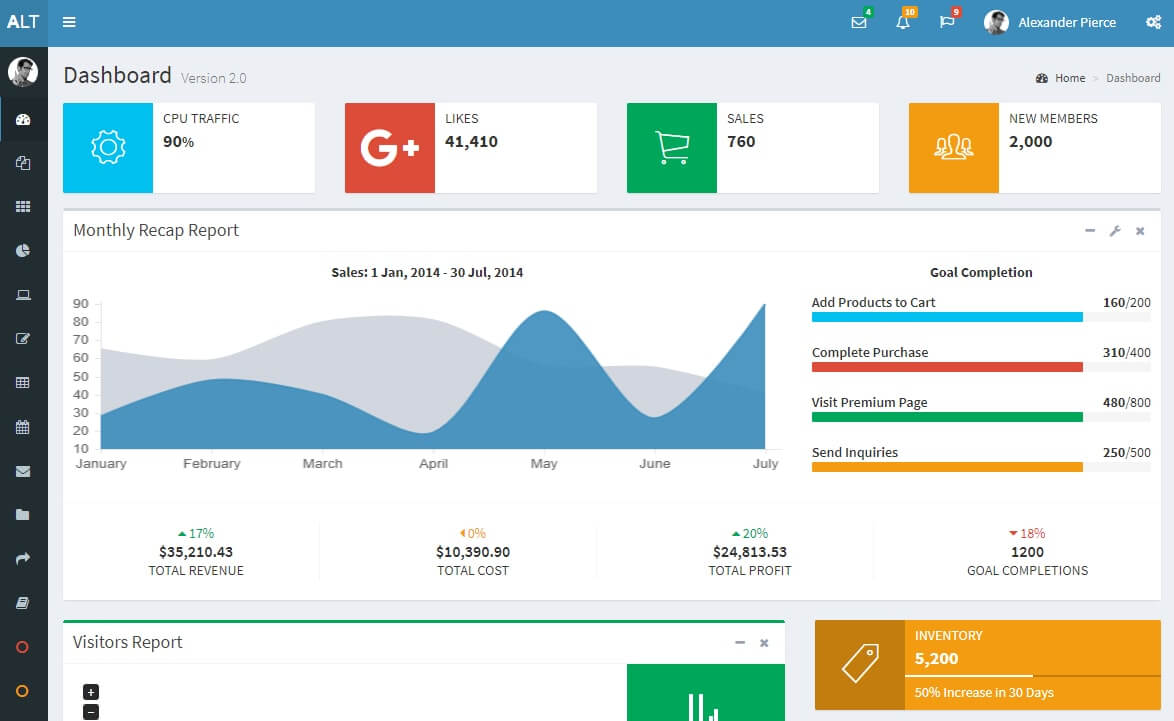 ALT
4
10
9
Alexander Pierce
Dashboard Version 2.0
Home > Dashboard
CPU TRAFFIC
90%
G+
LIKES
41,410
SALES
760
NEW MEMBERS
2,000
Monthly Recap Report
Sales: 1 Jan, 2014 - 30 Jul, 2014
90
80
70
60
50
40
30
20
10
January February March April May June July
Goal Completion
Add Products to Cart 160/200
Complete Purchase 310/400
Visit Premium Page 480/800
Send Inquiries 250/500
17%
$35,210.43
TOTAL REVENUE
0%
$10,390.90
TOTAL COST
20%
$24,813.53
TOTAL PROFIT
18%
1200
GOAL COMPLETIONS
Visitors Report
+
−
INVENTORY
5,200
50% Increase in 30 Days